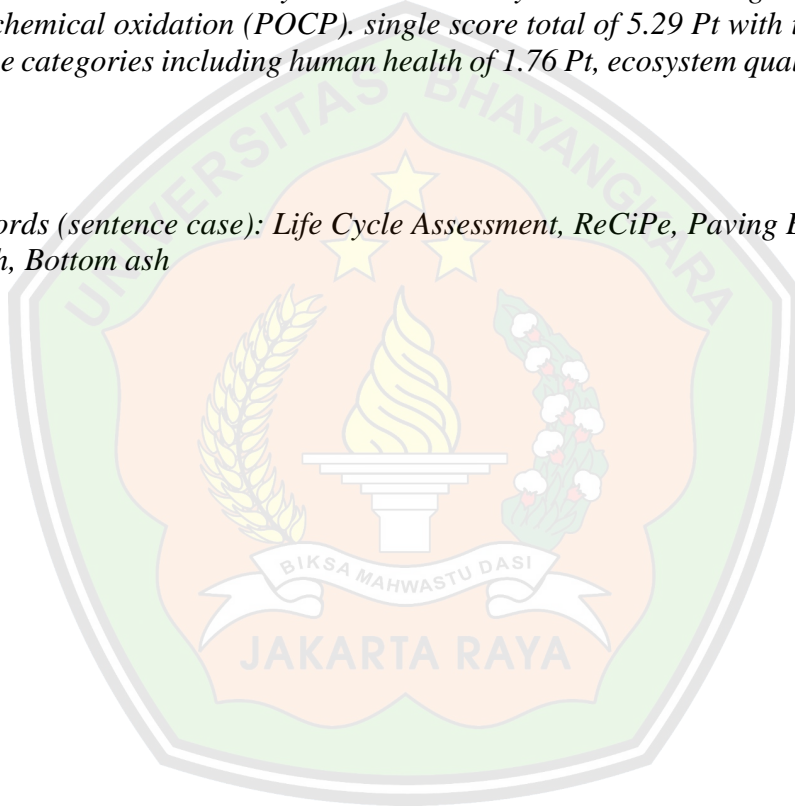 chemical oxidation (POCP). single score total of 5.29 Pt with
e categories including human health of 1.76 Pt, ecosystem qual
UNIVERSITAS BHAYANGKARA
ords (sentence case): Life Cycle Assessment, ReCiPe, Paving
h, Bottom ash
BIKSA MAHWASTU DASI
JAKARTA RAYA